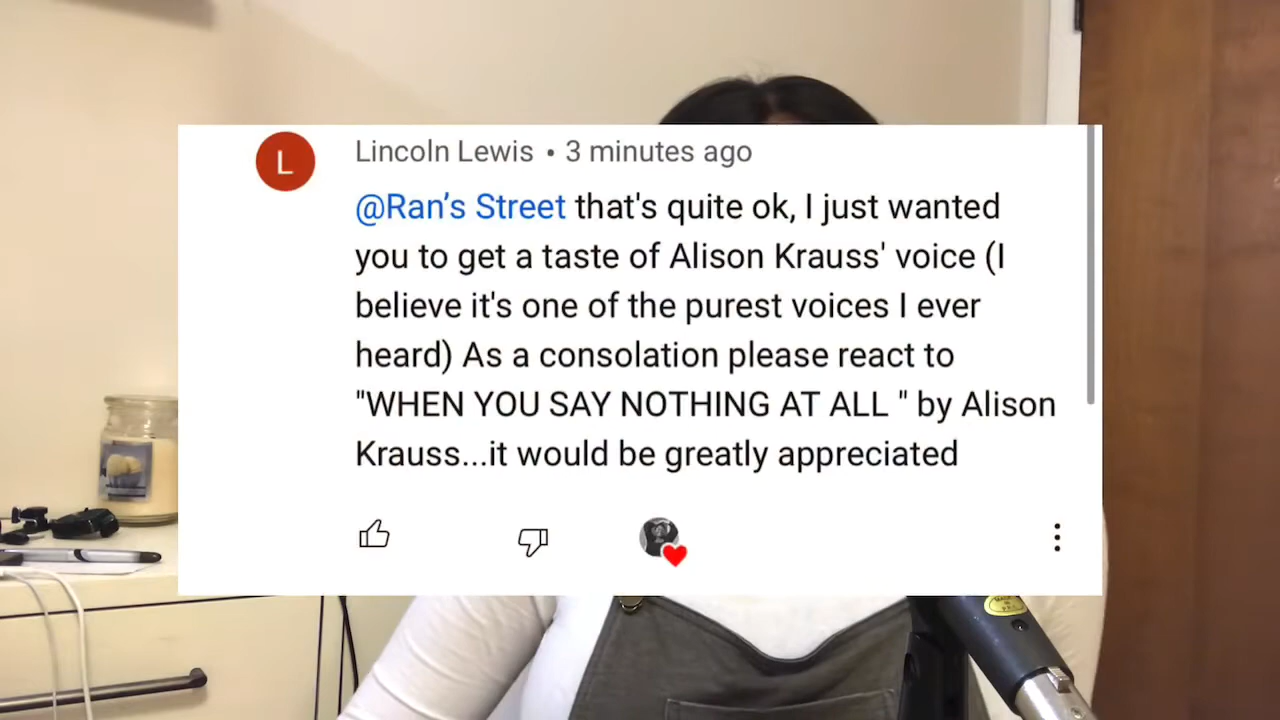 L
Lincoln Lewis • 3 minutes ago
@Ran’s Street that's quite ok, I just wanted
you to get a taste of Alison Krauss' voice (I
believe it's one of the purest voices I ever
heard) As a consolation please react to
"WHEN YOU SAY NOTHING AT ALL " by Alison
Krauss...it would be greatly appreciated